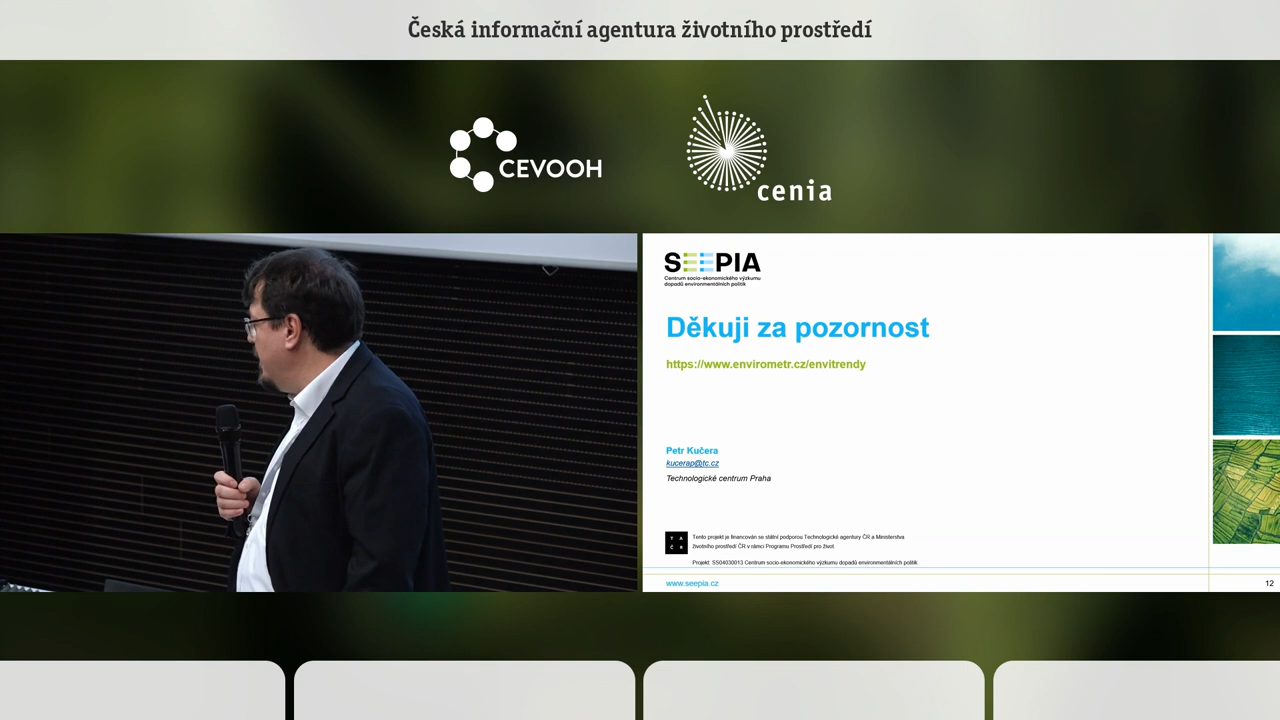 Česká informační agentura životního prostředí
CEVOOH
cenia
SEEPIA
Centrum socio-ekonomického výzkumu
dopadů environmentálních politik
Děkuji za pozornost
https://www.envirometr.cz/envitrendy
Petr Kučera
kucerap@tc.cz
Technologické centrum Praha
T A
Č R
Tento projekt je financován se státní podporou Technologické agentury ČR a Ministerstva
životního prostředí ČR v rámci Programu Prostředí pro život.
Projekt: SS04030013 Centrum socio-ekonomického výzkumu dopadů environmentálních politik.
www.seepia.cz
12